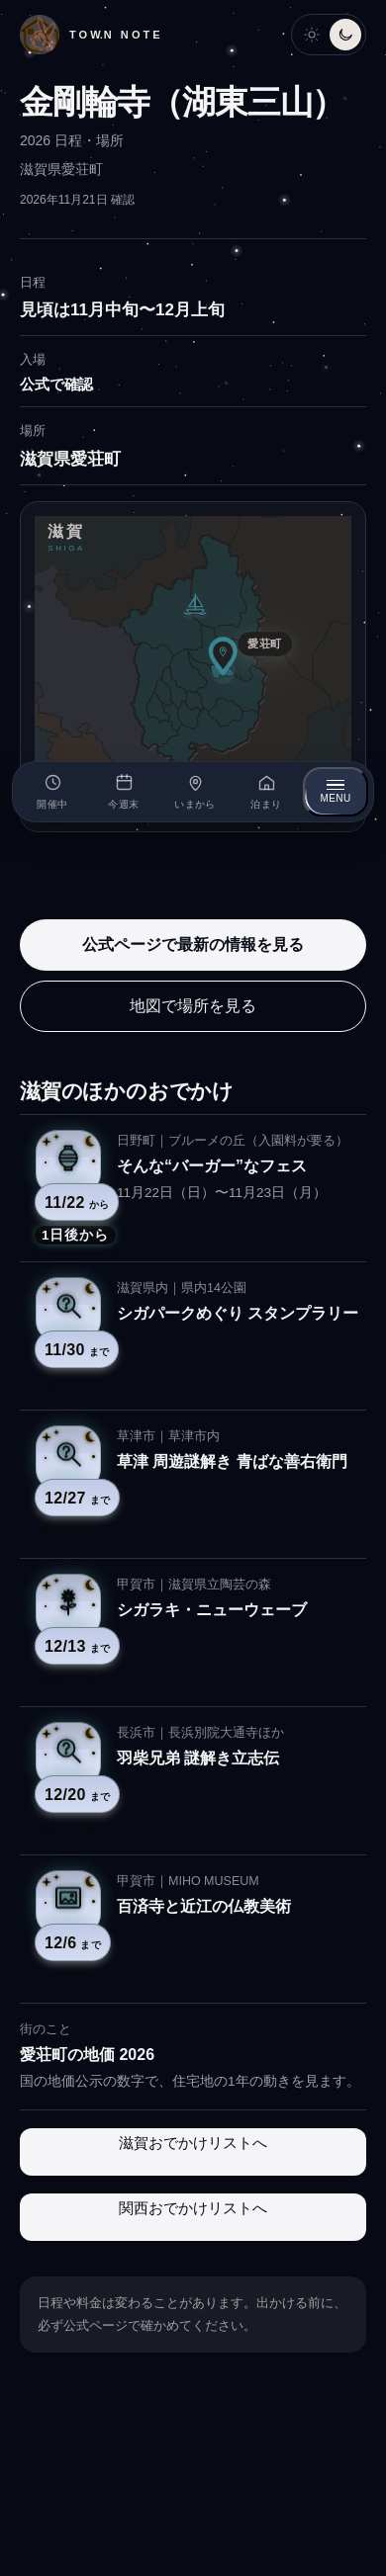 TOWN NOTE
金剛輪寺（湖東三山）
2026 日程・場所
滋賀県愛荘町
2026年11月21日 確認
日程
見頃は11月中旬〜12月上旬
入場
公式で確認
場所
滋賀県愛荘町
滋賀
SHIGA
愛荘町
開催中
今週末
いまから
泊まり
MENU
公式ページで最新の情報を見る
地図で場所を見る
滋賀のほかのおでかけ
日野町｜ブルーメの丘（入園料が要る）
そんな“バーガー”なフェス
11月22日（日）〜11月23日（月）
11/22 から
1日後から
滋賀県内｜県内14公園
シガパークめぐり スタンプラリー
11/30 まで
草津市｜草津市内
草津 周遊謎解き 青ばな善右衛門
12/27 まで
甲賀市｜滋賀県立陶芸の森
シガラキ・ニューウェーブ
12/13 まで
長浜市｜長浜別院大通寺ほか
羽柴兄弟 謎解き立志伝
12/20 まで
甲賀市｜MIHO MUSEUM
百済寺と近江の仏教美術
12/6 まで
街のこと
愛荘町の地価 2026
国の地価公示の数字で、住宅地の1年の動きを見ます。
滋賀おでかけリストへ
関西おでかけリストへ
日程や料金は変わることがあります。出かける前に、
必ず公式ページで確かめてください。